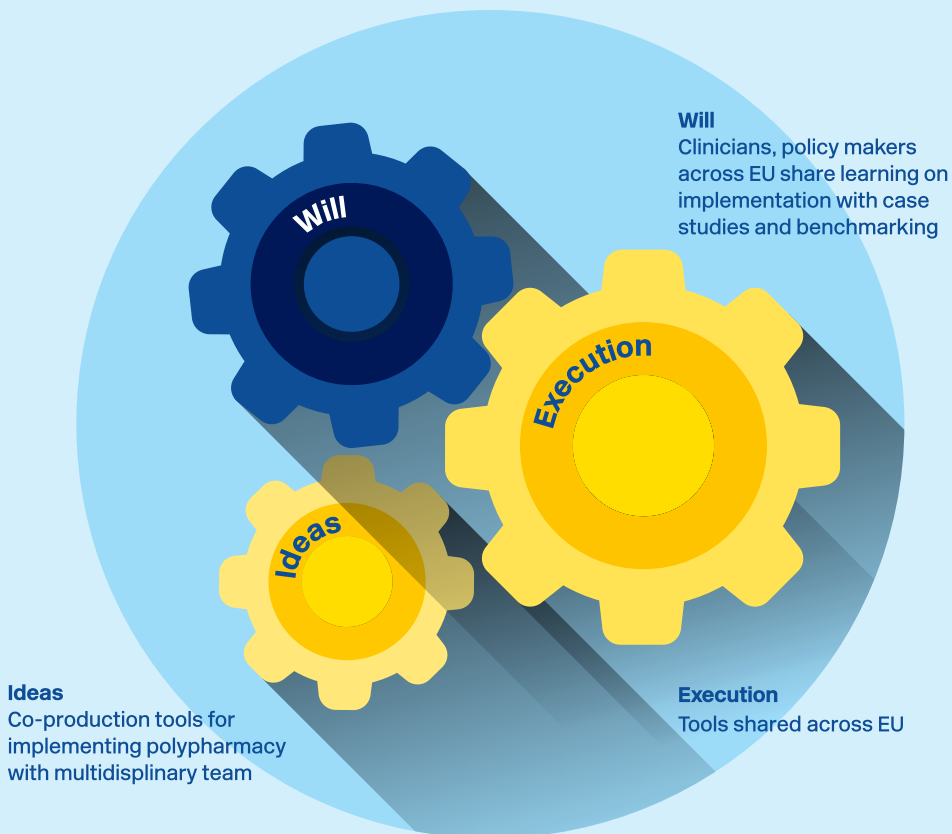 Will
Clinicians, policy makers
across EU share learning on
implementation with case
studies and benchmarking
Will
Execution
Ideas
Ideas
Co-production tools for
implementing polypharmacy
with multidisplinary team
Execution
Tools shared across EU